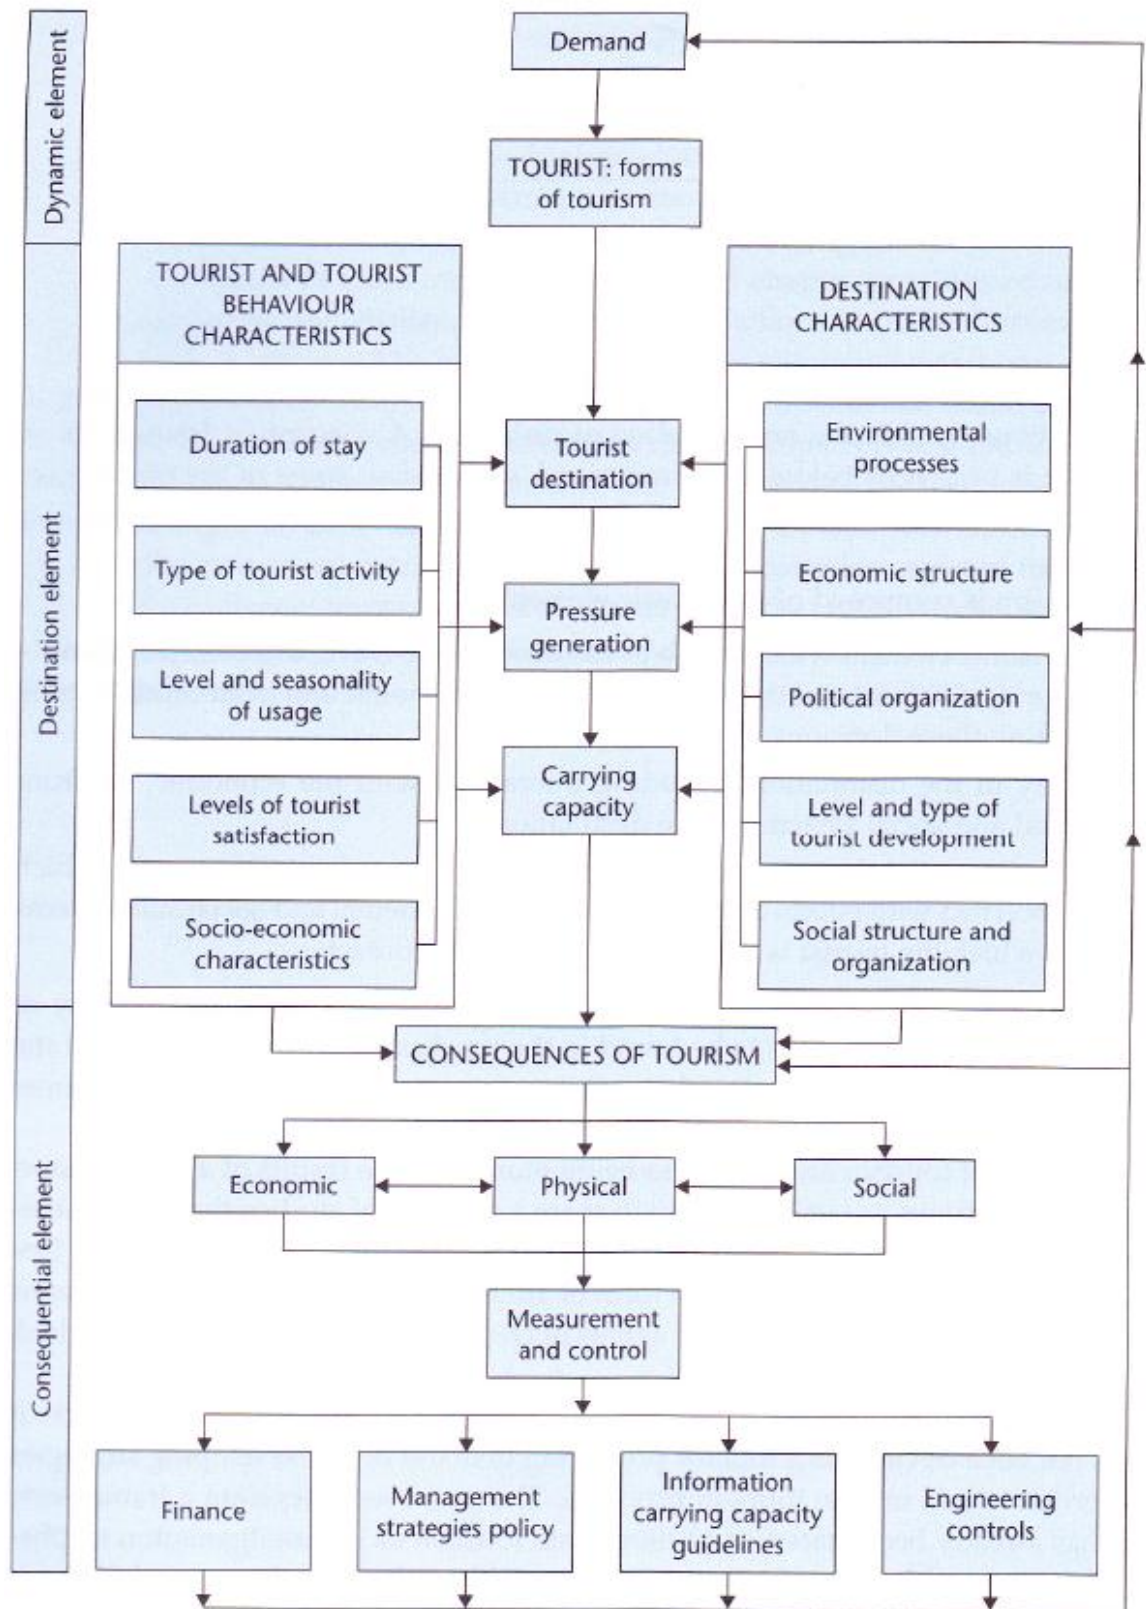 Dynamic element
Demand
TOURIST: forms
of tourism
Destination element
TOURIST AND TOURIST
BEHAVIOUR
CHARACTERISTICS
Duration of stay
Type of tourist activity
Level and seasonality
of usage
Levels of tourist
satisfaction
Socio-economic
characteristics
Tourist
destination
Pressure
generation
Carrying
capacity
DESTINATION
CHARACTERISTICS
Environmental
processes
Economic structure
Political organization
Level and type of
tourist development
Social structure and
organization
Consequential element
CONSEQUENCES OF TOURISM
Economic
Physical
Social
Measurement
and control
Finance
Management
strategies policy
Information
carrying capacity
guidelines
Engineering
controls